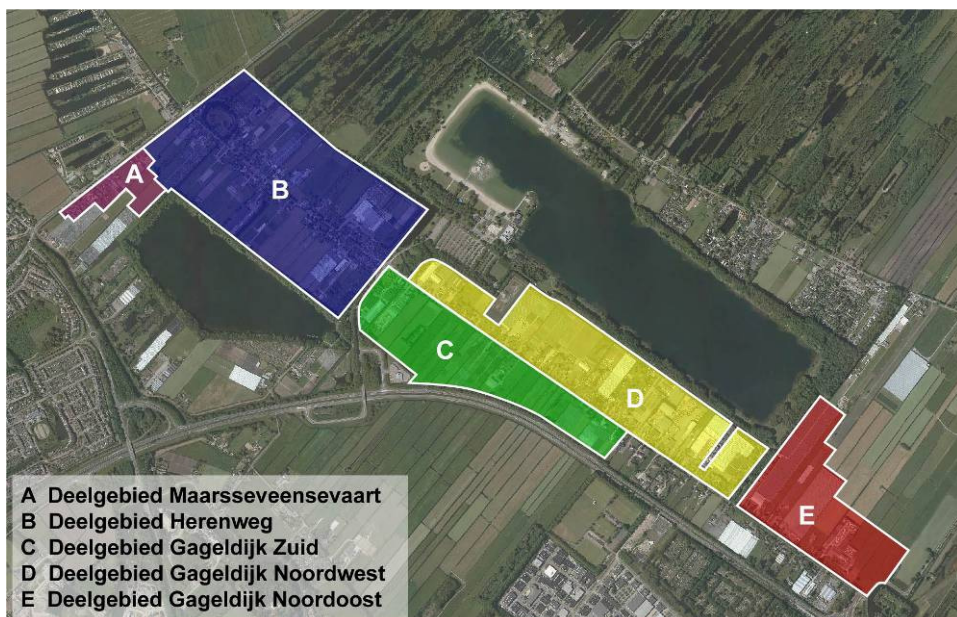 A
B
C
D
E
A Deelgebied Maarsseveensevaart
B Deelgebied Herenweg
C Deelgebied Gageldijk Zuid
D Deelgebied Gageldijk Noordwest
E Deelgebied Gageldijk Noordoost